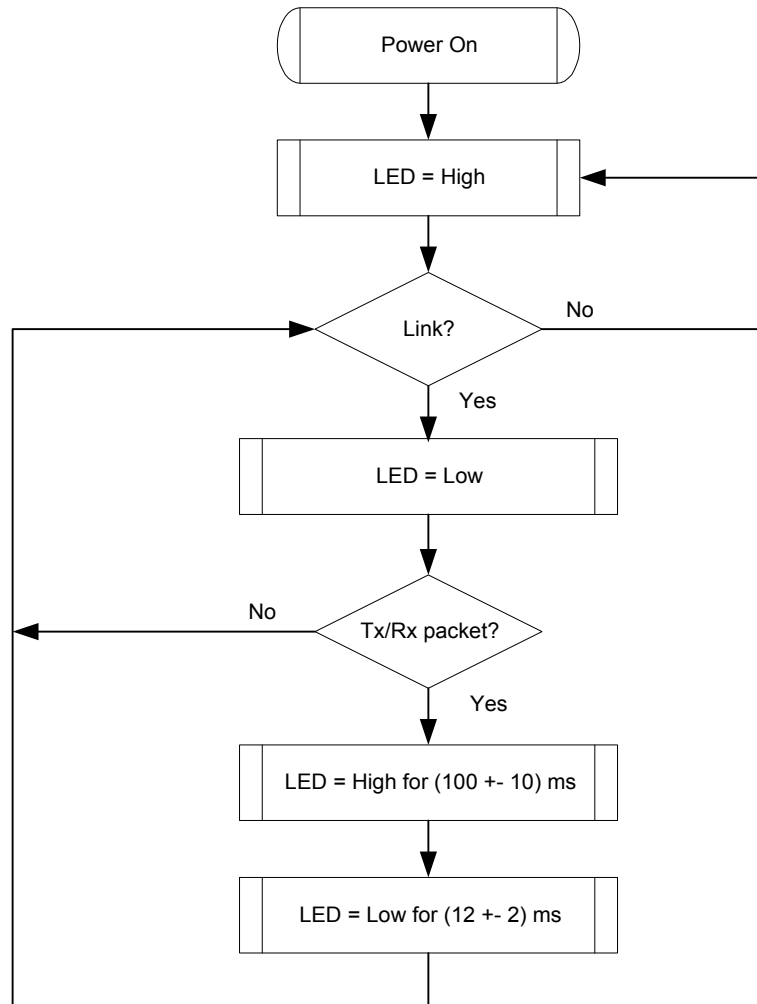 Power On
LED = High
Link?
No
Yes
LED = Low
No
Tx/Rx packet?
Yes
LED = High for (100 +- 10) ms
LED = Low for (12 +- 2) ms